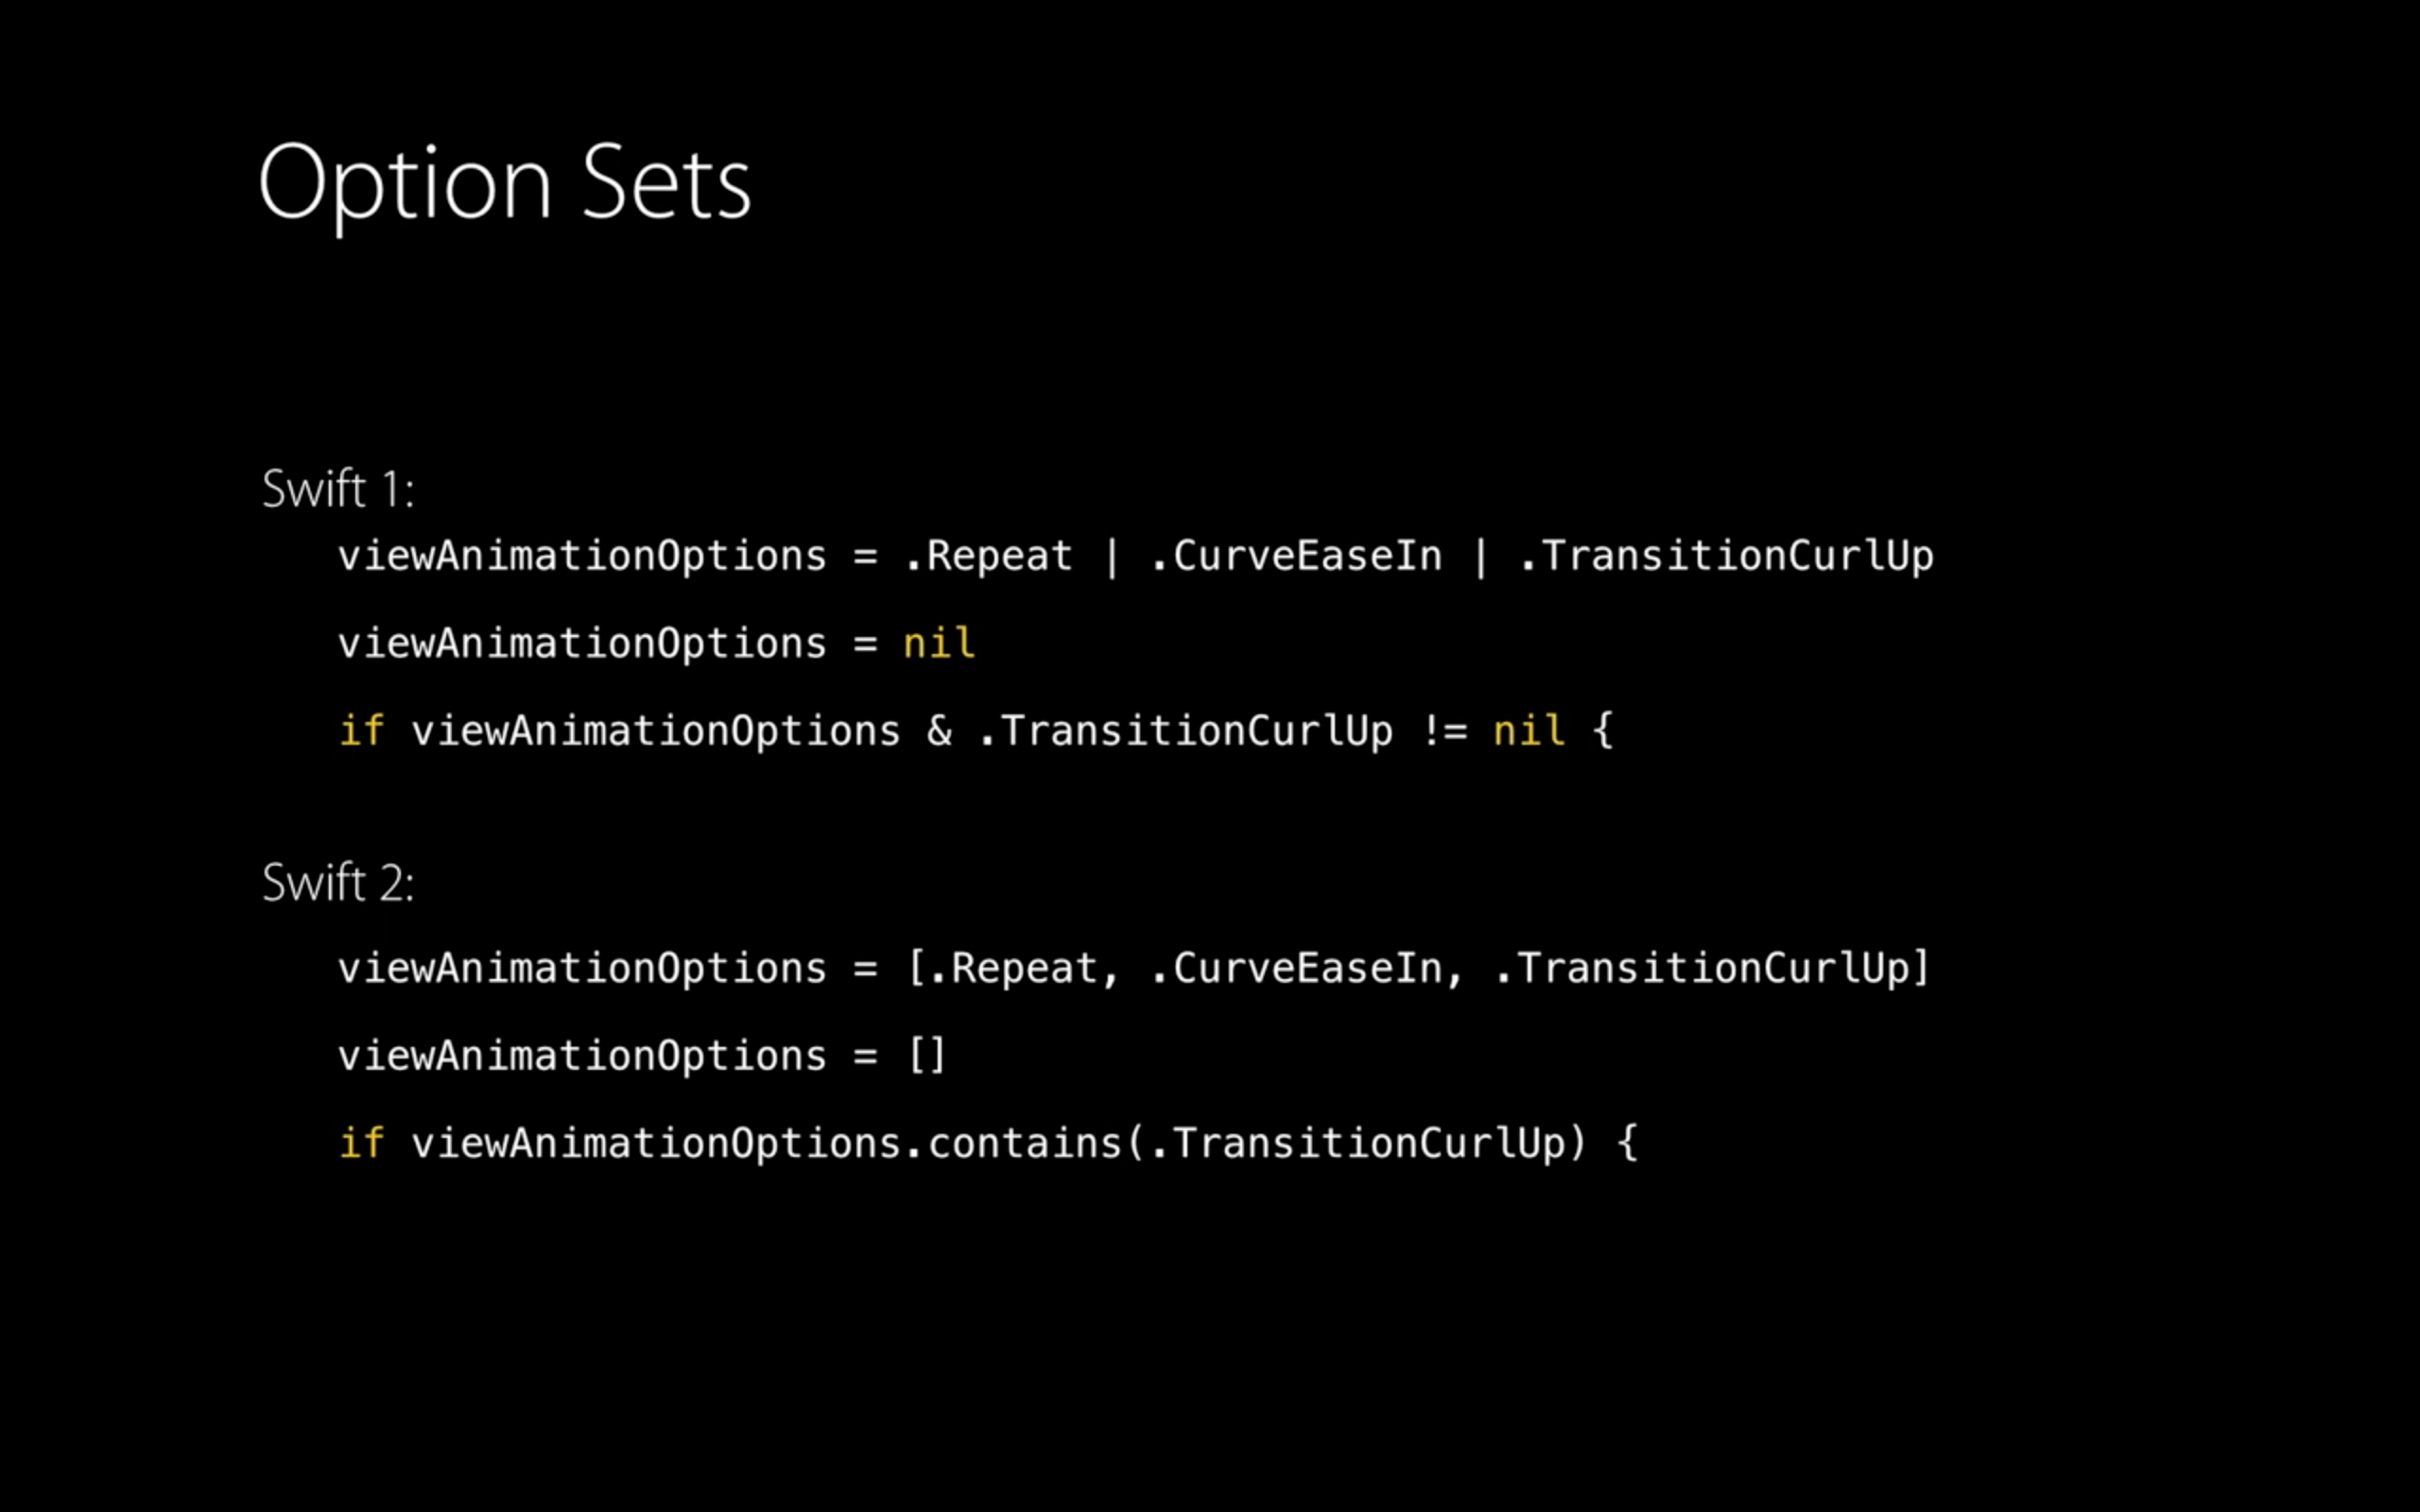 Option Sets
Swift 1:
viewAnimationOptions = .Repeat | .CurveEaseIn | .TransitionCurlUp
viewAnimationOptions = nil
if viewAnimationOptions & .TransitionCurlUp != nil {
Swift 2:
viewAnimationOptions = [.Repeat, .CurveEaseIn, .TransitionCurlUp]
viewAnimationOptions = []
if viewAnimationOptions.contains(.TransitionCurlUp) {